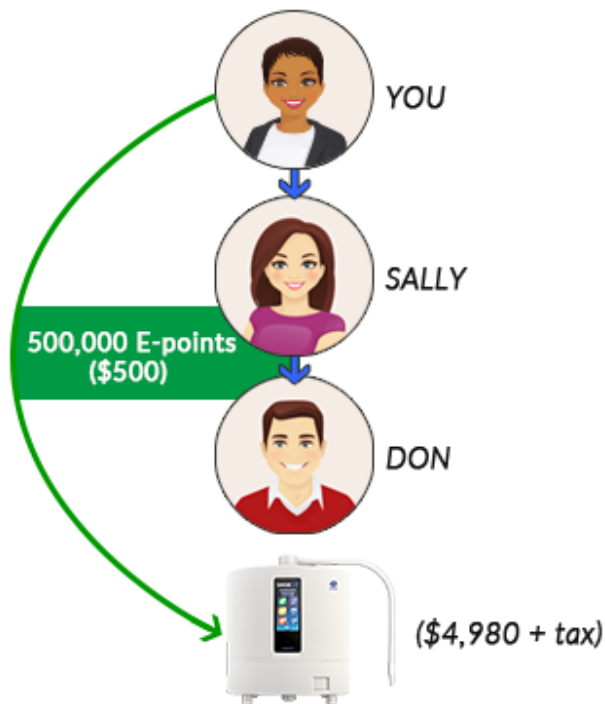 YOU
SALLY
500,000 E-points
($500)
DON
($4,980 + tax)